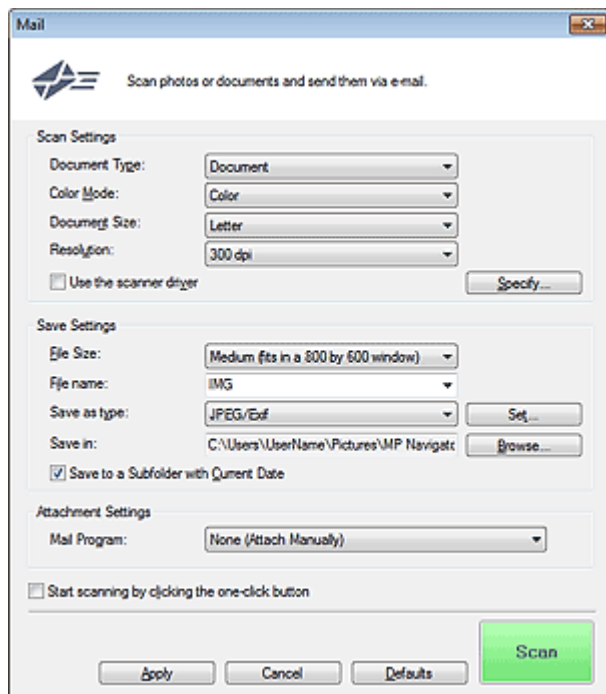 Mail
Scan photos or documents and send them via e-mail.
Scan Settings
Document Type: Document
Color Mode: Color
Document Size: Letter
Resolution: 300 dpi
Use the scanner driver Specify...
Save Settings
File Size: Medium (fits in a 800 by 600 window)
File name: IMG
Save as type: JPEG/Exif Set...
Save in: C:\Users\UserName\Pictures\MP Navigatc Browse...
Save to a Subfolder with Current Date
Attachment Settings
Mail Program: None (Attach Manually)
Start scanning by clicking the one-click button
Scan
Apply Cancel Defaults